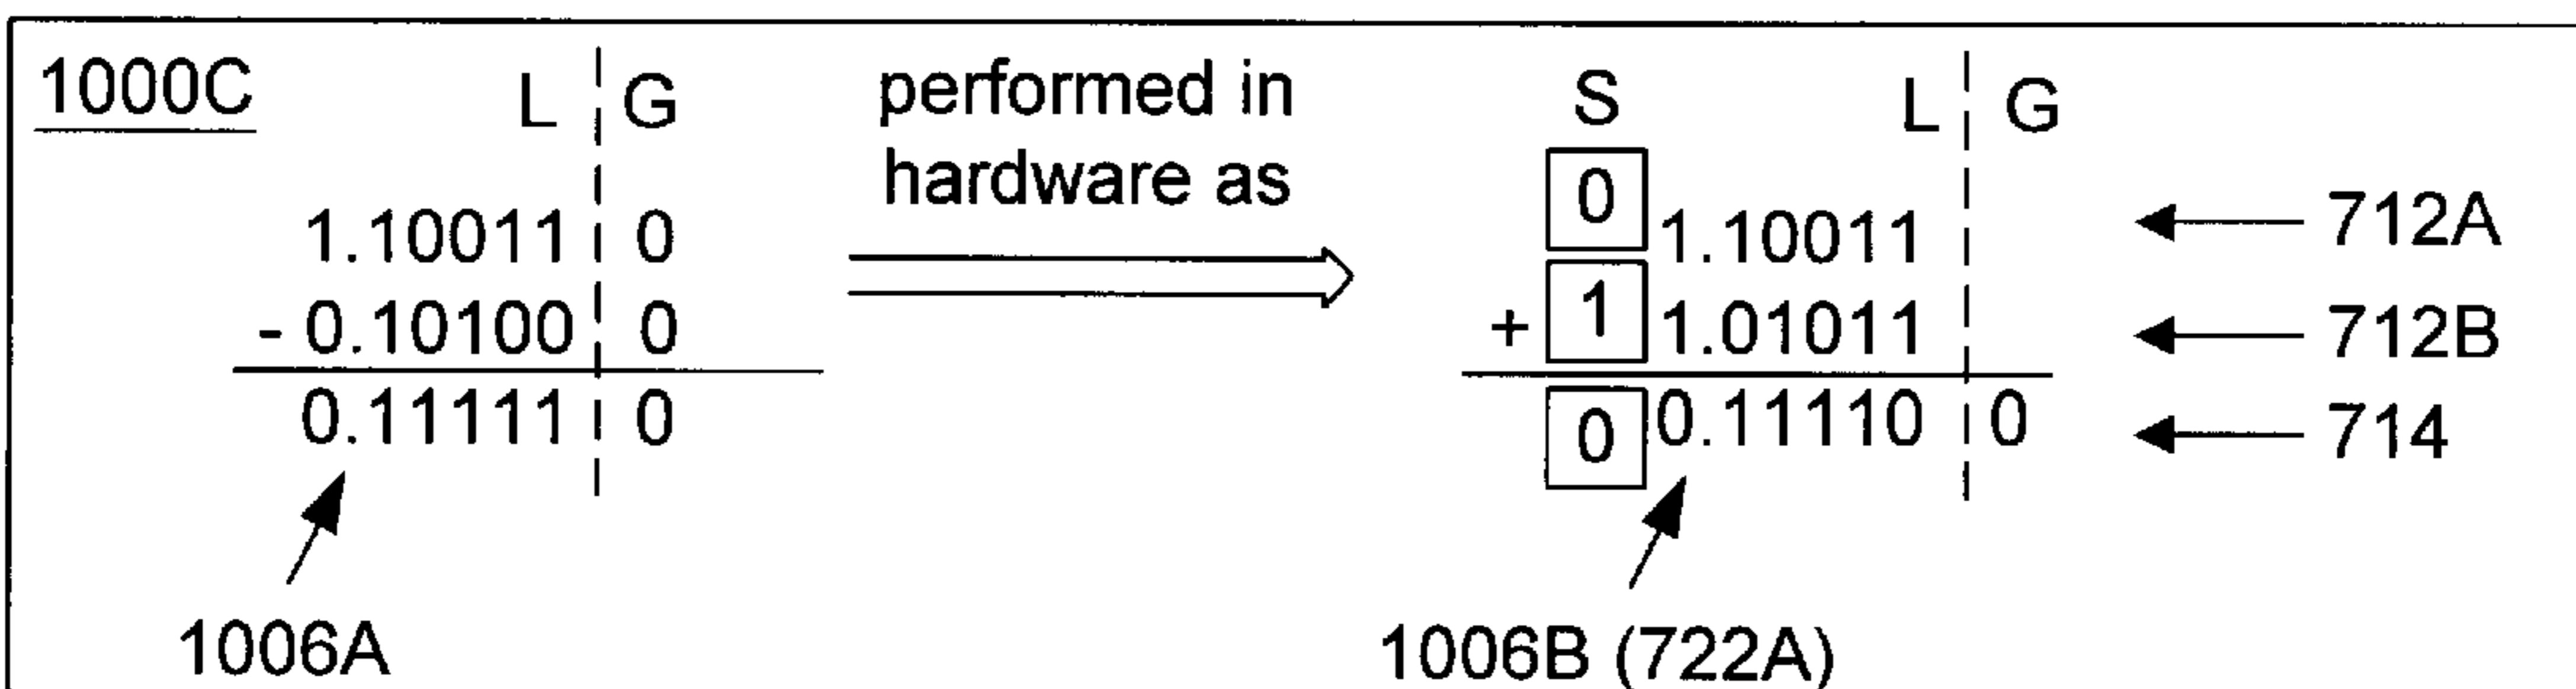 1000C
L G
1.10011 0
- 0.10100 0
0.11111 0
1006A
performed in
hardware as
S L G
0 1.10011 712A
+ 1 1.01011 712B
0 0.11110 0 714
1006B (722A)